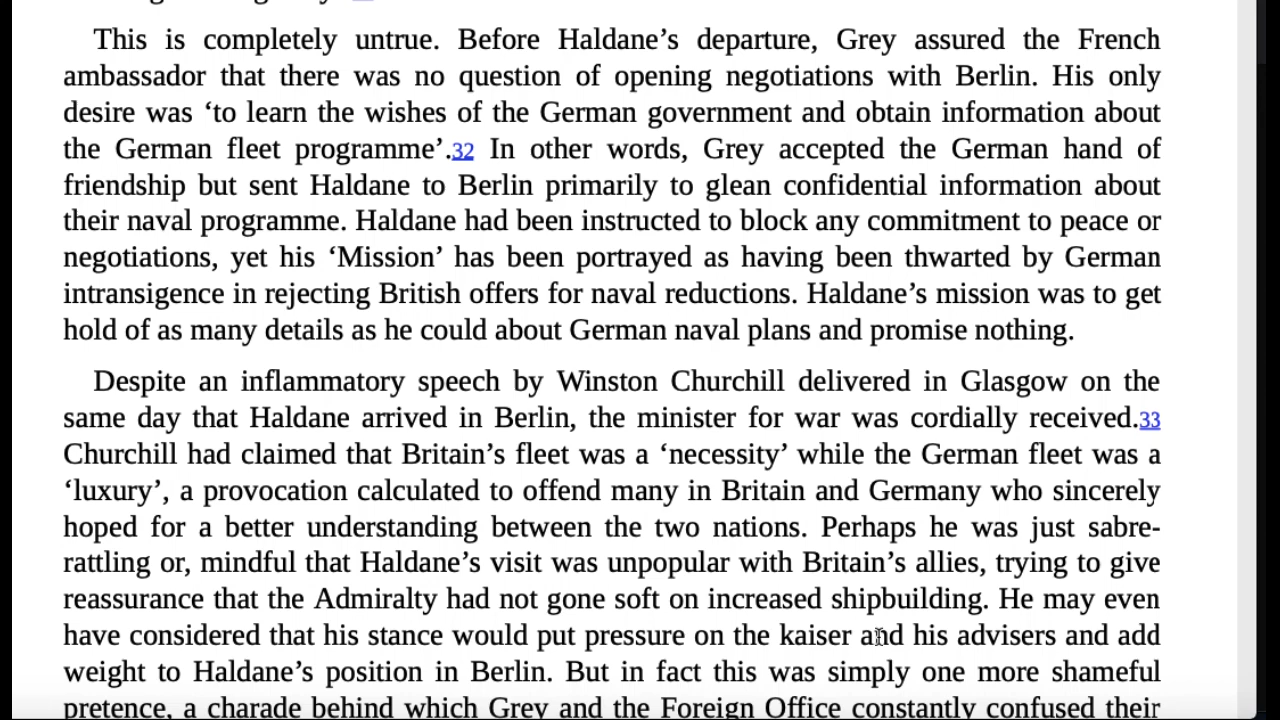 This is completely untrue. Before Haldane’s departure, Grey assured the French
ambassador that there was no question of opening negotiations with Berlin. His only
desire was ‘to learn the wishes of the German government and obtain information about
the German fleet programme’.32 In other words, Grey accepted the German hand of
friendship but sent Haldane to Berlin primarily to glean confidential information about
their naval programme. Haldane had been instructed to block any commitment to peace or
negotiations, yet his ‘Mission’ has been portrayed as having been thwarted by German
intransigence in rejecting British offers for naval reductions. Haldane’s mission was to get
hold of as many details as he could about German naval plans and promise nothing.
Despite an inflammatory speech by Winston Churchill delivered in Glasgow on the
same day that Haldane arrived in Berlin, the minister for war was cordially received.33
Churchill had claimed that Britain’s fleet was a ‘necessity’ while the German fleet was a
‘luxury’, a provocation calculated to offend many in Britain and Germany who sincerely
hoped for a better understanding between the two nations. Perhaps he was just sabre-
rattling or, mindful that Haldane’s visit was unpopular with Britain’s allies, trying to give
reassurance that the Admiralty had not gone soft on increased shipbuilding. He may even
have considered that his stance would put pressure on the kaiser and his advisers and add
weight to Haldane’s position in Berlin. But in fact this was simply one more shameful
pretence, a charade behind which Grey and the Foreign Office constantly confused their